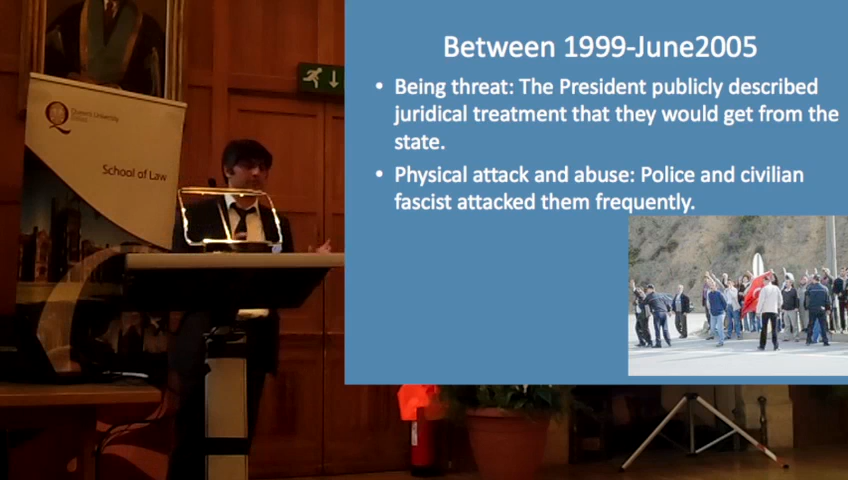 Queen's University
School of Law
Between 1999-June2005
• Being threat: The President publicly described
juridical treatment that they would get from the
state.
• Physical attack and abuse: Police and civilian
fascist attacked them frequently.